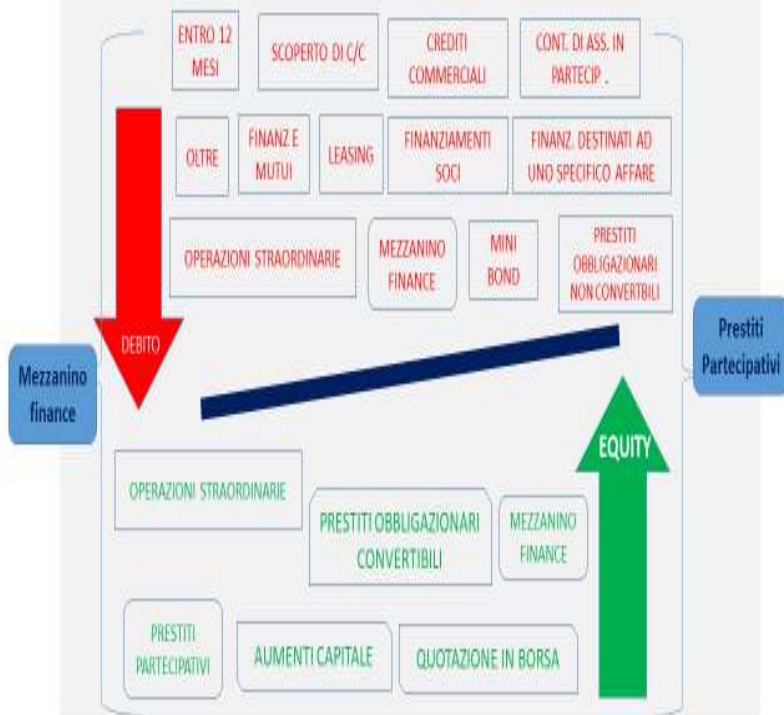 ENTRO 12
MESI
SCOPERTO DI C/C
CREDITI
COMMERCIALI
CONT. DI ASS. IN
PARTECIP .
OLTRE
FINANZ E
MUTUI
LEASING
FINANZIAMENTI
SOCI
FINANZ. DESTINATI AD
UNO SPECIFICO AFFARE
OPERAZIONI STRAORDINARIE
MEZZANINO
FINANCE
MINI
BOND
PRESTITI
OBBLIGAZIONARI
NON CONVERTBILI
DEBITO
Mezzanino
finance
Prestiti
Partecipativi
EQUITY
OPERAZIONI STRAORDINARIE
PRESTITI OBBLIGAZIONARI
CONVERTIBILI
MEZZANINO
FINANCE
PRESTITI
PARTECIPATIVI
AUMENTI CAPITALE
QUOTAZIONE IN BORSA